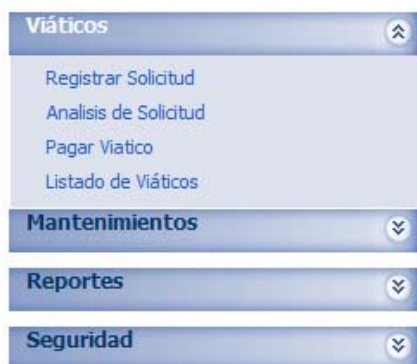 Viáticos
Registrar Solicitud
Analisis de Solicitud
Pagar Viatico
Listado de Viáticos
Mantenimientos
Reportes
Seguridad